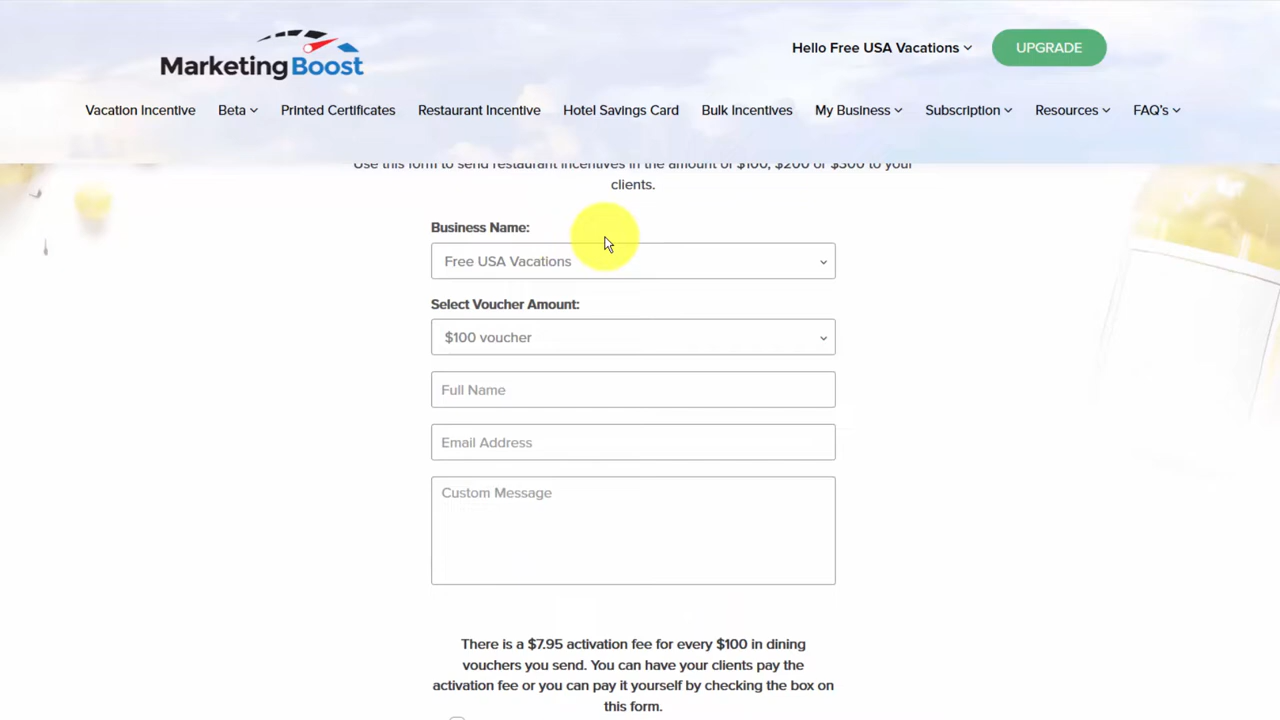 MarketingBoost
Hello Free USA Vacations
UPGRADE
Vacation Incentive Beta Printed Certificates Restaurant Incentive Hotel Savings Card Bulk Incentives My Business Subscription Resources FAQ's
Use this form to send restaurant incentives in the amount of $100, $200 or $300 to your
clients.
Business Name:
Free USA Vacations
Select Voucher Amount:
$100 voucher
Full Name
Email Address
Custom Message
There is a $7.95 activation fee for every $100 in dining
vouchers you send. You can have your clients pay the
activation fee or you can pay it yourself by checking the box on
this form.